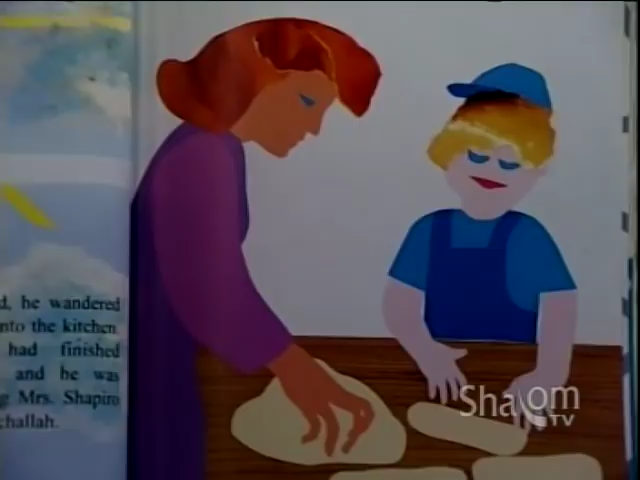 d, he wandered
nto the kitchen.
had finished
and he was
g Mrs. Shapiro
challah.
Shalom
TV